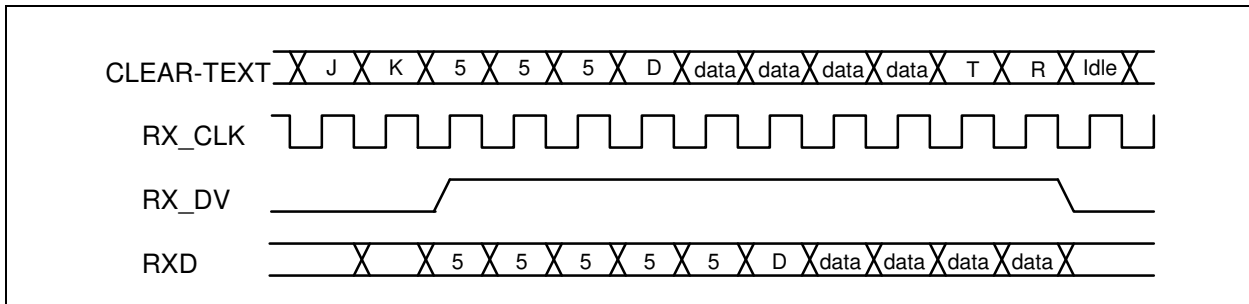 CLEAR-TEXT J K 5 5 5 D data data data data T R Idle
RX_CLK
RX_DV
RXD 5 5 5 5 5 D data data data data